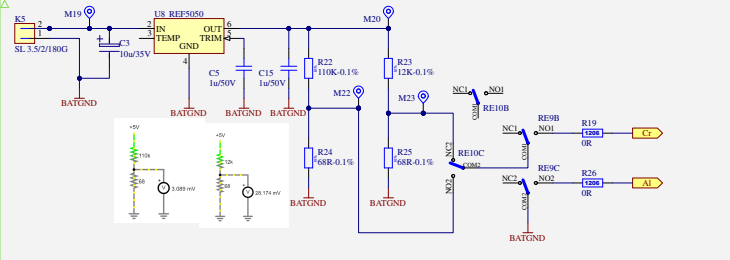 M19
M20
K5
2
1
SL 3.5/2/180G
C3
10u/35V
BATGND
U8 REF5050
2 IN
3 TEMP
OUT 6
TRIM 5
GND
4
BATGND
C5
1u/50V
BATGND
C15
1u/50V
BATGND
R22
110K-0.1%
R23
12K-0.1%
M22
M23
R24
68R-0.1%
BATGND
R25
68R-0.1%
BATGND
NC1
NO1
COM1
RE10B
NC2
RE10C
COM2
NO2
RE9B
NC1
NO1
COM1
R19
1206
0R
Cr
RE9C
NC2
NO2
COM2
R26
1206
0R
Al
BATGND
+5V
110k
68
3.089 mV
+5V
12k
68
28.174 mV